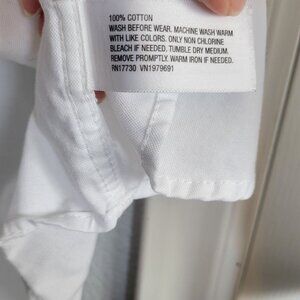 100% COTTON
WASH BEFORE WEAR. MACHINE WASH WARM
WITH LIKE COLORS. ONLY NON CHLORINE
BLEACH IF NEEDED. TUMBLE DRY MEDIUM.
REMOVE PROMPTLY. WARM IRON IF NEEDED.
RN17730 VN1979691